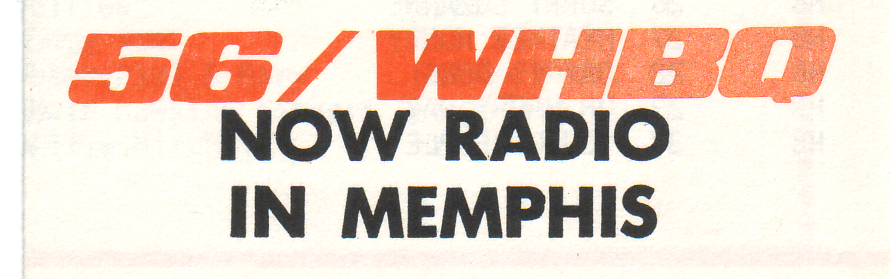 56/WHBQ
NOW RADIO
IN MEMPHIS